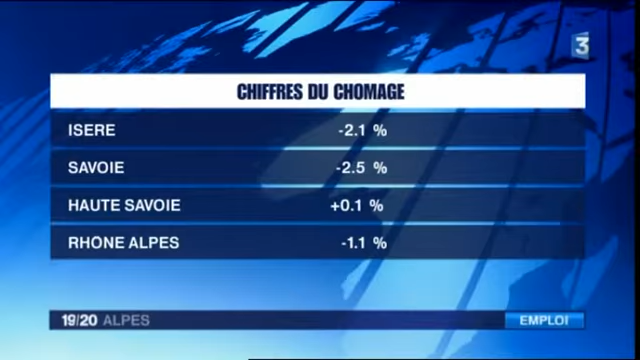 3
CHIFFRES DU CHOMAGE
ISERE -2.1 %
SAVOIE -2.5 %
HAUTE SAVOIE +0.1 %
RHONE ALPES -1.1 %
19/20 ALPES EMPLOI